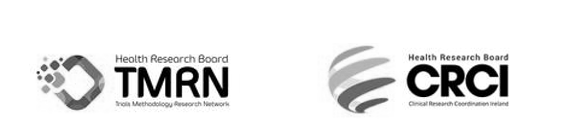 Health Research Board
TMRN
Trials Methodology Research Network
Health Research Board
CRCI
Clinical Research Coordination Ireland